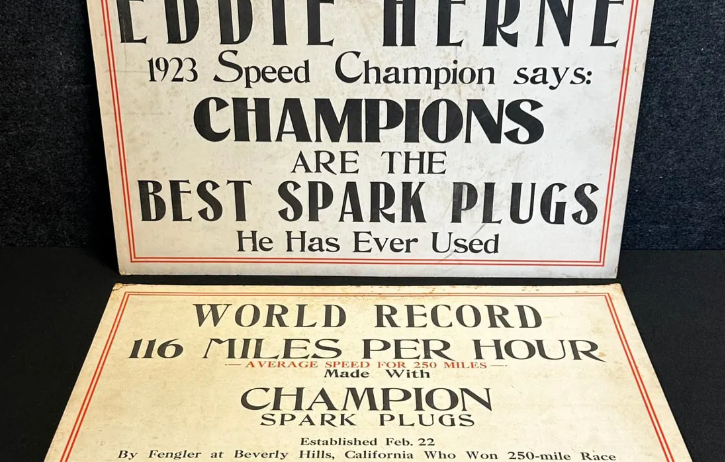 EDDIE HERNE
1923 Speed Champion says:
CHAMPIONS
ARE THE
BEST SPARK PLUGS
He Has Ever Used
WORLD RECORD
116 MILES PER HOUR
— AVERAGE SPEED FOR 250 MILES —
Made With
CHAMPION
SPARK PLUGS
Established Feb. 22
By Fengler at Beverly Hills, California Who Won 250-mile Race